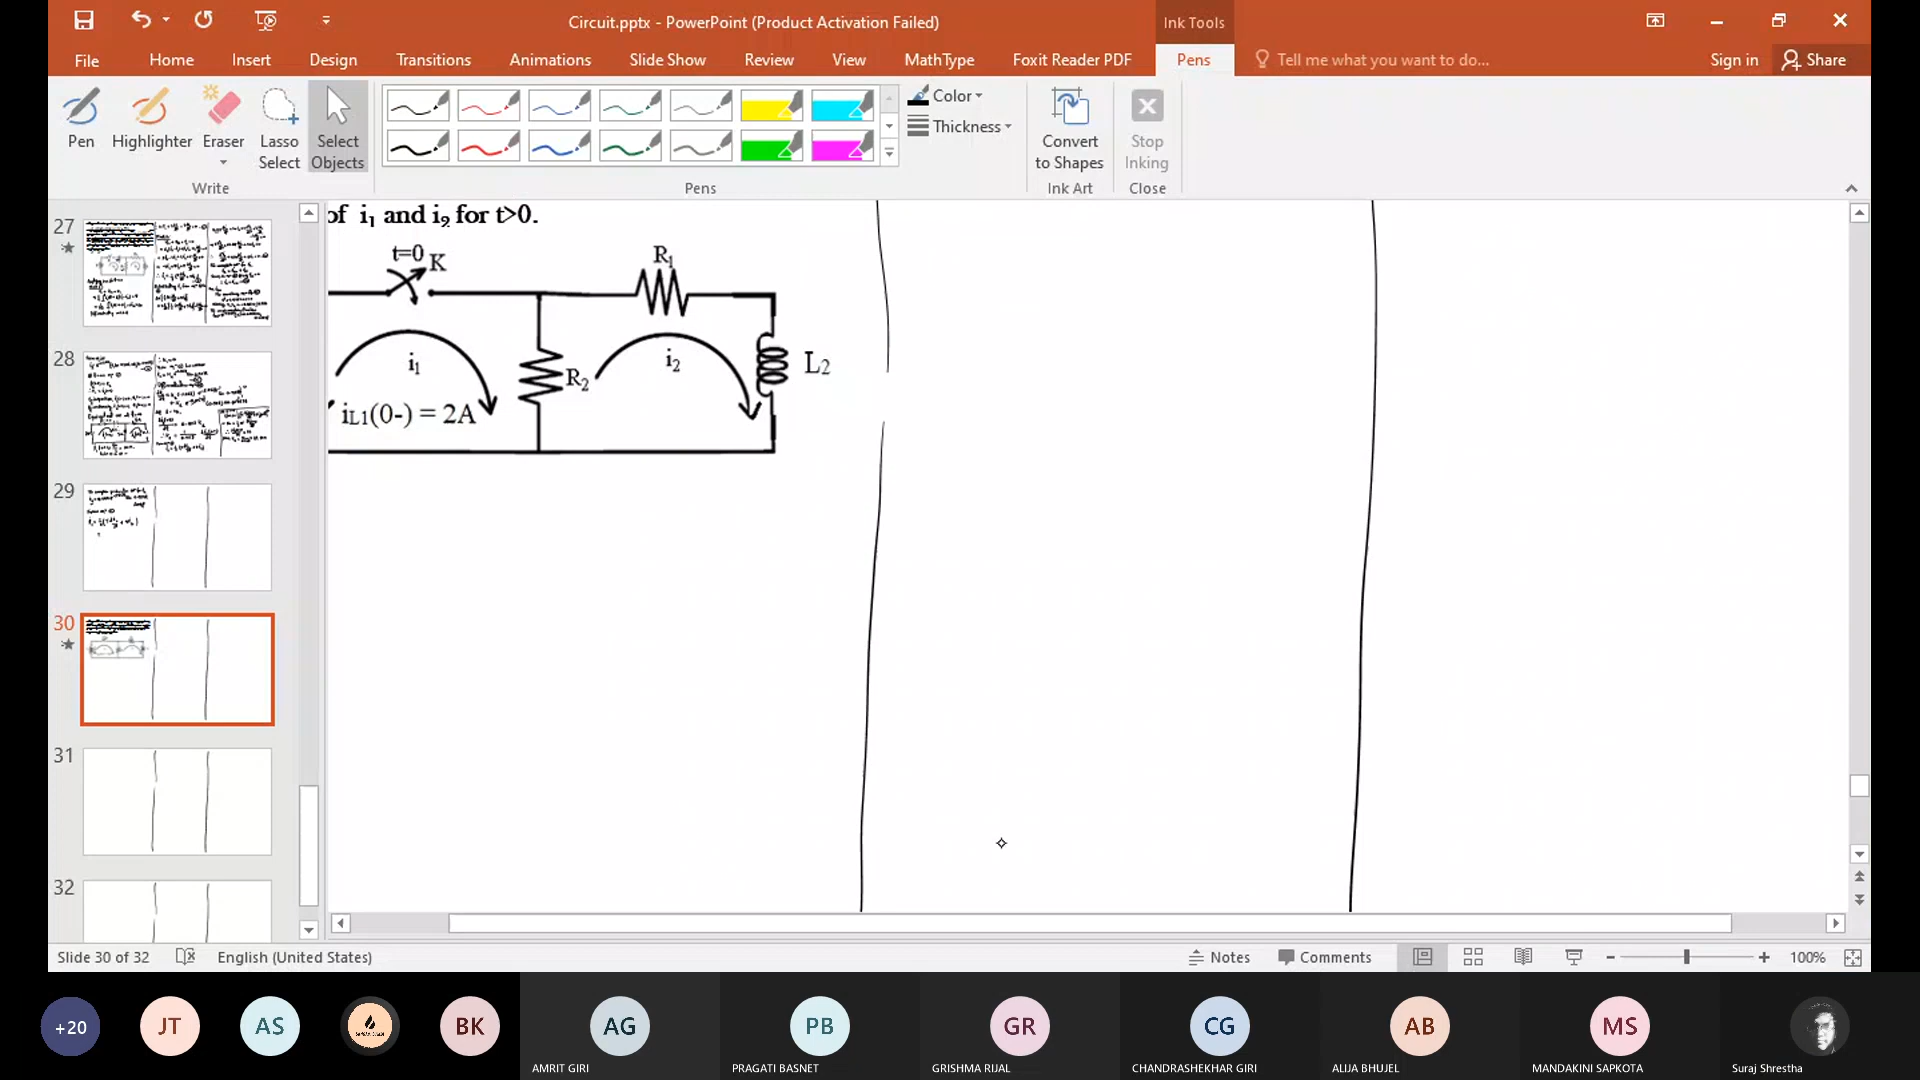 Circuit.pptx - PowerPoint (Product Activation Failed)
Ink Tools
File
Home
Insert
Design
Transitions
Animations
Slide Show
Review
View
MathType
Foxit Reader PDF
Pens
Tell me what you want to do...
Sign in
Share
Pen
Highlighter
Eraser
Lasso Select
Select Objects
Color
Thickness
Convert to Shapes
Stop Inking
Write
Pens
Ink Art
Close
27
28
29
30
31
32
of i₁ and i₂ for t>0.
t=0
K
R₁
i₁
R₂
i₂
L₂
iL1(0-) = 2A
Slide 30 of 32
English (United States)
Notes
Comments
100%
+20
JT
AS
BK
AG
PB
GR
CG
AB
MS
AMRIT GIRI
PRAGATI BASNET
GRISHMA RIJAL
CHANDRASHEKHAR GIRI
ALIJA BHUJEL
MANDAKINI SAPKOTA
Suraj Shrestha